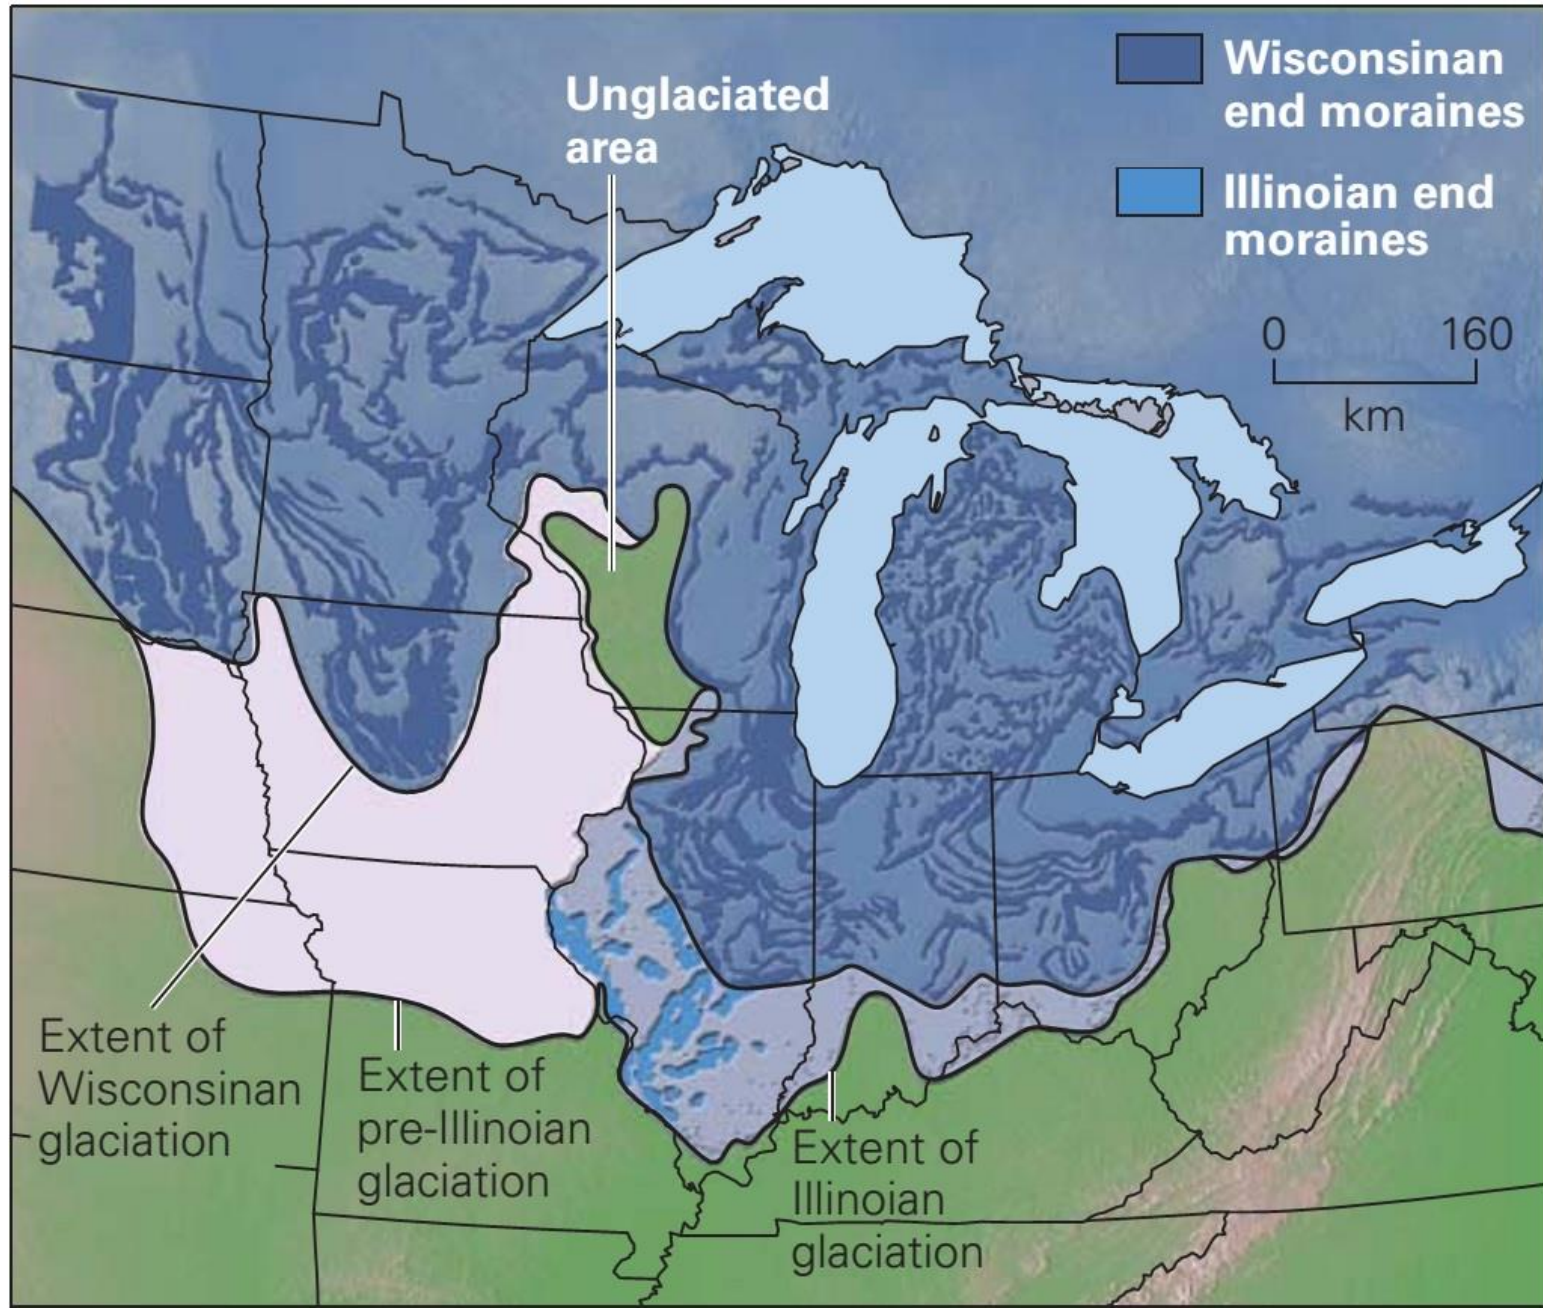 Unglaciated
area
Wisconsinan
end moraines
Illinoian end
moraines
0 160
km
Extent of
Wisconsinan
glaciation
Extent of
pre-Illinoian
glaciation
Extent of
Illinoian
glaciation